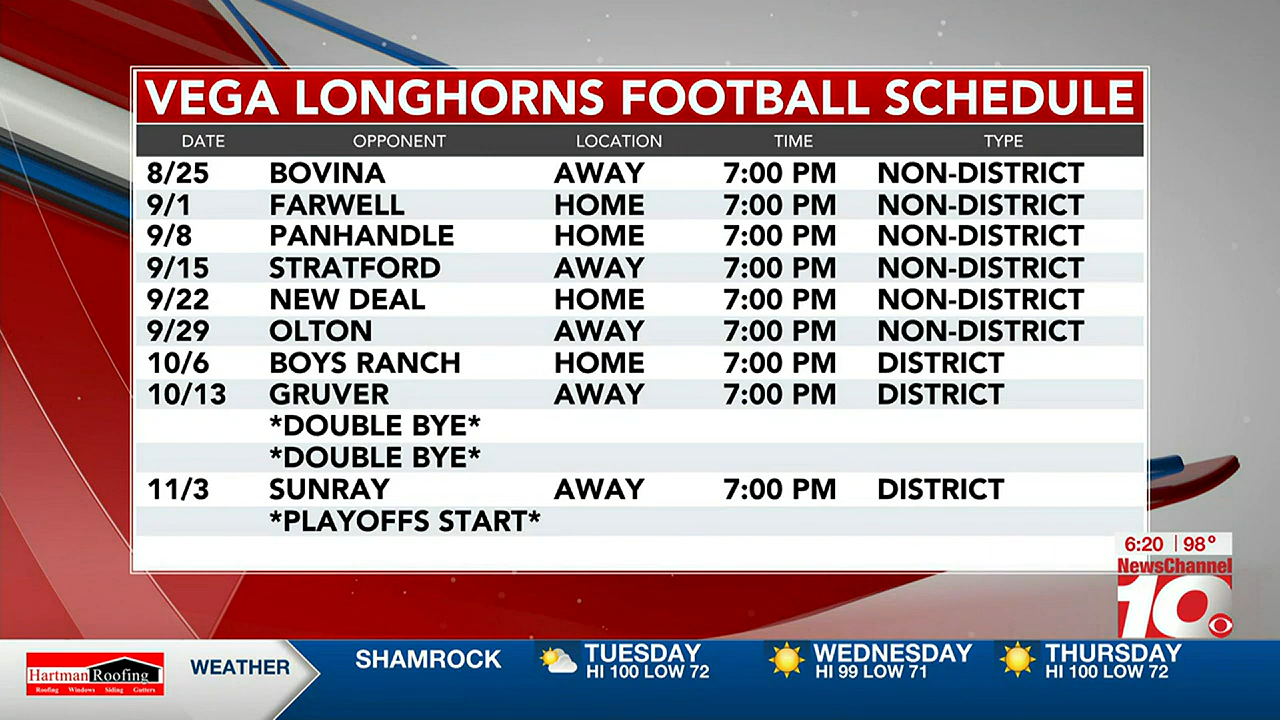 VEGA LONGHORNS FOOTBALL SCHEDULE
DATE OPPONENT LOCATION TIME TYPE
8/25 BOVINA AWAY 7:00 PM NON-DISTRICT
9/1 FARWELL HOME 7:00 PM NON-DISTRICT
9/8 PANHANDLE HOME 7:00 PM NON-DISTRICT
9/15 STRATFORD AWAY 7:00 PM NON-DISTRICT
9/22 NEW DEAL HOME 7:00 PM NON-DISTRICT
9/29 OLTON AWAY 7:00 PM NON-DISTRICT
10/6 BOYS RANCH HOME 7:00 PM DISTRICT
10/13 GRUVER AWAY 7:00 PM DISTRICT
*DOUBLE BYE*
*DOUBLE BYE*
11/3 SUNRAY AWAY 7:00 PM DISTRICT
*PLAYOFFS START*
6:20 | 98°
NewsChannel
10
Hartman Roofing
Roofing Windows Siding Gutters
WEATHER
SHAMROCK
TUESDAY
HI 100 LOW 72
WEDNESDAY
HI 99 LOW 71
THURSDAY
HI 100 LOW 72